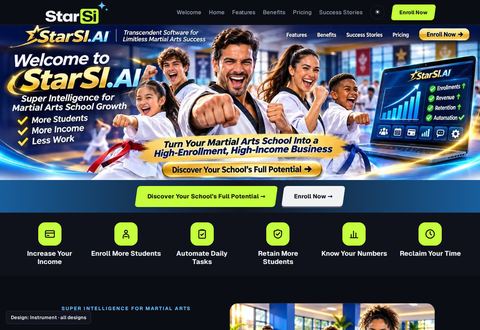 StarSi
Welcome Home Features Benefits Pricing Success Stories Enroll Now
StarSI.AI Transcendent Software for
Limitless Martial Arts Success
Features Benefits Success Stories Pricing Enroll Now →
Welcome to
StarSI.AI
Super Intelligence for
Martial Arts School Growth
✓ More Students
✓ More Income
✓ Less Work
StarSI.AI
✓ Enrollments ↑
✓ Revenue ↑
✓ Retention ↑
✓ Automation ✓
Turn Your Martial Arts School Into a
High-Enrollment, High-Income Business
Discover Your School's Full Potential →
Discover Your School's Full Potential → Enroll Now →
Increase Your
Income
Enroll More Students
Automate Daily
Tasks
Retain More
Students
Know Your Numbers
Reclaim Your Time
SUPER INTELLIGENCE FOR MARTIAL ARTS
Design: Instrument · all designs